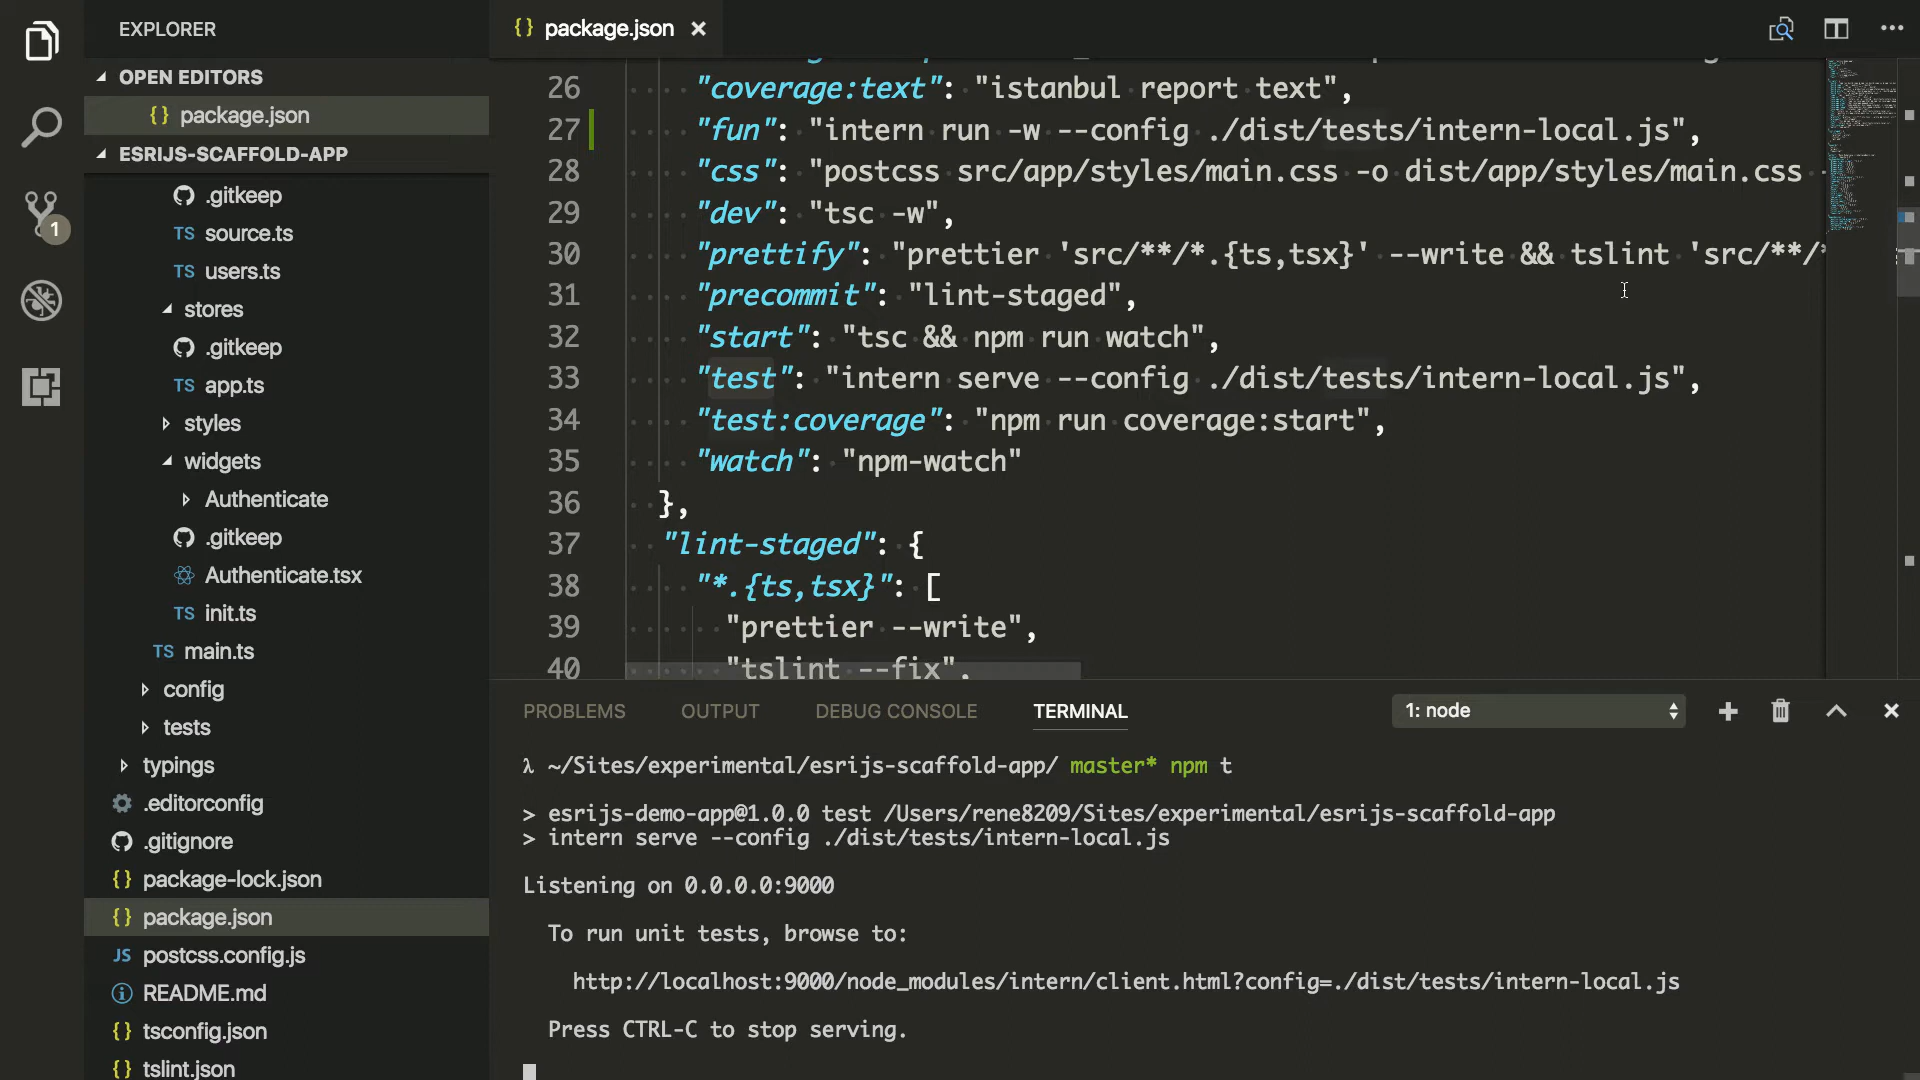 EXPLORER
OPEN EDITORS
{} package.json
ESRIJS-SCAFFOLD-APP
.gitkeep
TS source.ts
TS users.ts
stores
.gitkeep
TS app.ts
styles
widgets
Authenticate
.gitkeep
Authenticate.tsx
TS init.ts
TS main.ts
config
tests
typings
.editorconfig
.gitignore
{} package-lock.json
{} package.json
JS postcss.config.js
README.md
{} tsconfig.json
{} tslint.json
1
{} package.json
26 "coverage:text": "istanbul report text",
27 "fun": "intern run -w --config ./dist/tests/intern-local.js",
28 "css": "postcss src/app/styles/main.css -o dist/app/styles/main.css
29 "dev": "tsc -w",
30 "prettify": "prettier 'src/**/*.{ts,tsx}' --write && tslint 'src/**/*
31 "precommit": "lint-staged",
32 "start": "tsc && npm run watch",
33 "test": "intern serve --config ./dist/tests/intern-local.js",
34 "test:coverage": "npm run coverage:start",
35 "watch": "npm-watch"
36 },
37 "lint-staged": {
38 "*.{ts,tsx}": [
39 "prettier --write",
40 "tslint --fix",
PROBLEMS OUTPUT DEBUG CONSOLE TERMINAL 1: node
λ ~/Sites/experimental/esrijs-scaffold-app/ master* npm t
> esrijs-demo-app@1.0.0 test /Users/rene8209/Sites/experimental/esrijs-scaffold-app
> intern serve --config ./dist/tests/intern-local.js
Listening on 0.0.0.0:9000
To run unit tests, browse to:
http://localhost:9000/node_modules/intern/client.html?config=./dist/tests/intern-local.js
Press CTRL-C to stop serving.